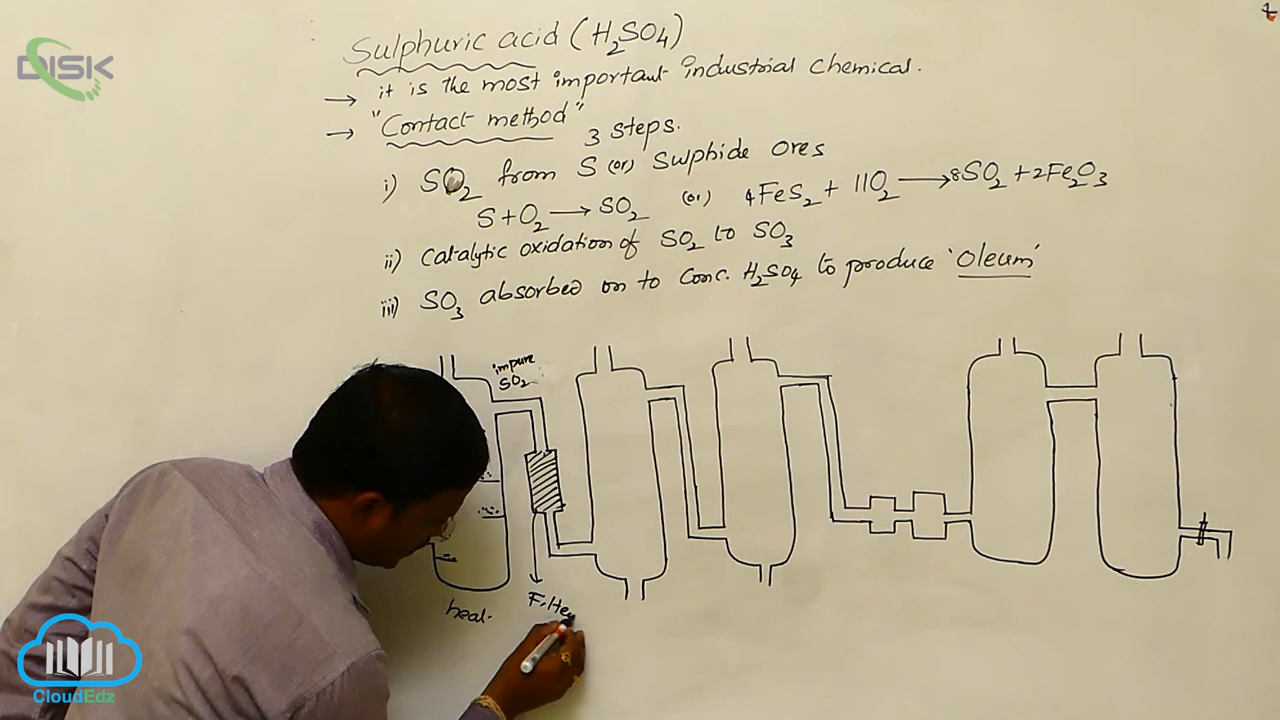 DISK
Sulphuric acid (H₂SO₄)
→ it is the most important industrial chemical.
→ "Contact method"
3 steps.
i) SO₂ from S (or) Sulphide Ores
S + O₂ → SO₂ (or) 4FeS₂ + 11O₂ → 8SO₂ + 2Fe₂O₃
ii) Catalytic oxidation of SO₂ to SO₃
iii) SO₃ absorbed on to Conc. H₂SO₄ to produce 'Oleum'
impure
SO₂
heat
Filter
CloudEdz